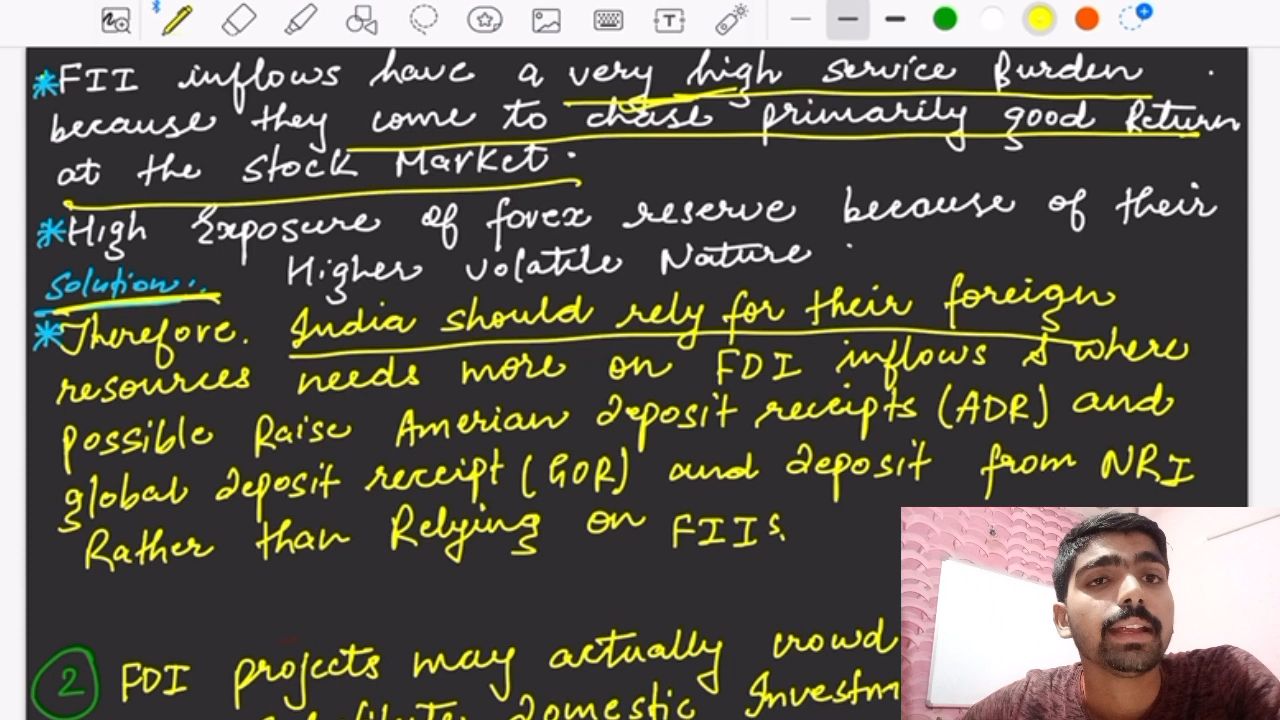 *FII inflows have a very high service Burden.
because they come to chase primarily good Return
at the stock Market.
*High Exposure of forex reserve because of their
Higher volatile Nature.
Solution:.
*Therefore. India should rely for their foreign
resources needs more on FDI inflows & where
possible Raise Amerian deposit receipts (ADR) and
global deposit receipt (GDR) and deposit from NRI
Rather than Relying on FIIs.
2 FDI projects may actually crowd
Domestic Investm